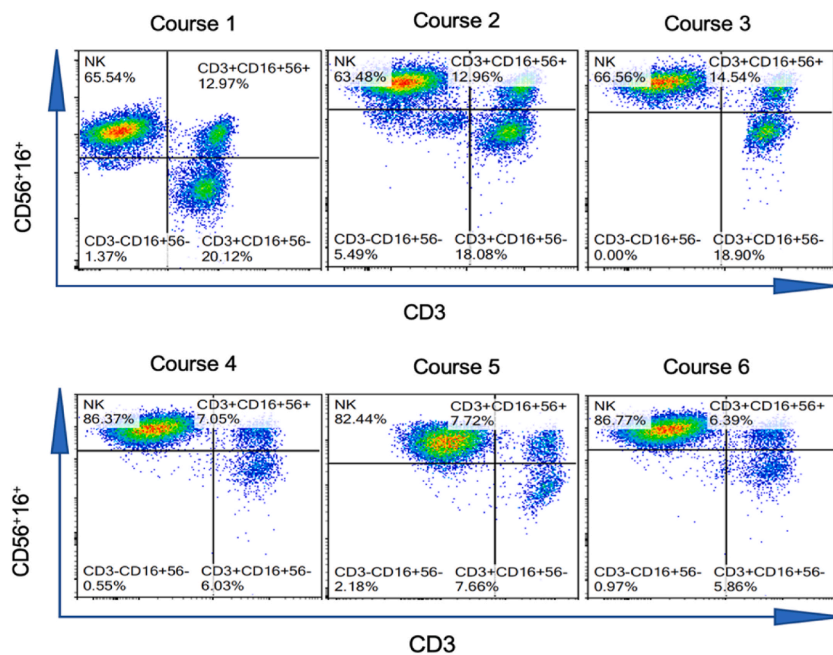 Course 1
Course 2
Course 3
NK
65.54%
CD3+CD16+56+
12.97%
CD3-CD16+56-
1.37%
CD3+CD16+56-
20.12%
NK
63.48%
CD3+CD16+56+
12.96%
CD3-CD16+56-
5.49%
CD3+CD16+56-
18.08%
NK
66.56%
CD3+CD16+56+
14.54%
CD3-CD16+56-
0.00%
CD3+CD16+56-
18.90%
CD56+16+
CD3
Course 4
Course 5
Course 6
NK
86.37%
CD3+CD16+56+
7.05%
CD3-CD16+56-
0.55%
CD3+CD16+56-
6.03%
NK
82.44%
CD3+CD16+56+
7.72%
CD3-CD16+56-
2.18%
CD3+CD16+56-
7.66%
NK
86.77%
CD3+CD16+56+
6.39%
CD3-CD16+56-
0.97%
CD3+CD16+56-
5.86%
CD56+16+
CD3